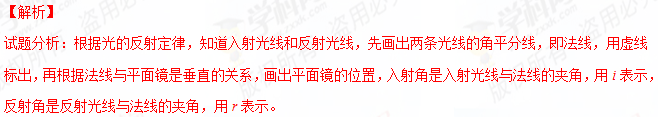 【解析】
试题分析：根据光的反射定律，知道入射光线和反射光线，先画出两条光线的角平分线，即法线，用虚线
标出，再根据法线与平面镜是垂直的关系，画出平面镜的位置，入射角是入射光线与法线的夹角，用 i 表示，
反射角是反射光线与法线的夹角，用 r 表示。